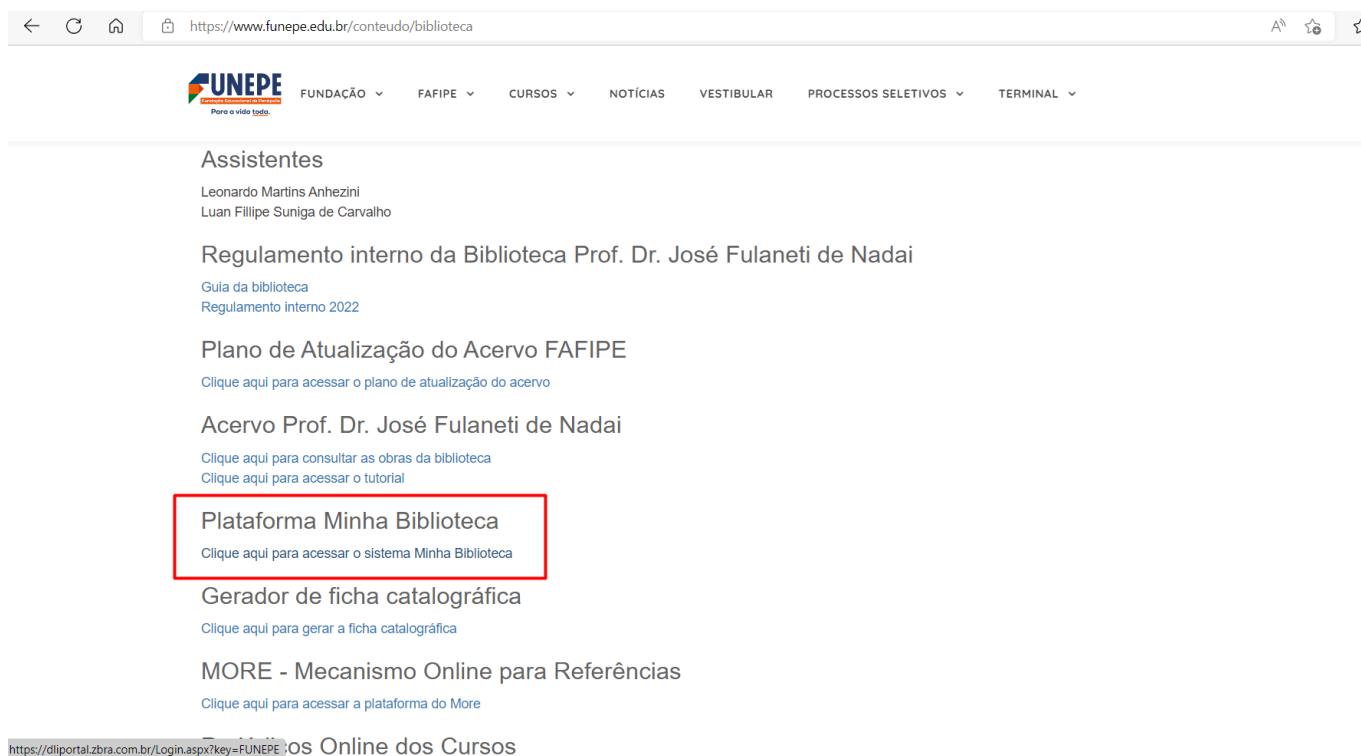 https://www.funepe.edu.br/conteudo/biblioteca
FUNEPE
Fundação Educacional de Penápolis
Para a vida toda.
FUNDAÇÃO
FAFIPE
CURSOS
NOTÍCIAS
VESTIBULAR
PROCESSOS SELETIVOS
TERMINAL
Assistentes
Leonardo Martins Anhezini
Luan Fillipe Suniga de Carvalho
Regulamento interno da Biblioteca Prof. Dr. José Fulaneti de Nadai
Guia da biblioteca
Regulamento interno 2022
Plano de Atualização do Acervo FAFIPE
Clique aqui para acessar o plano de atualização do acervo
Acervo Prof. Dr. José Fulaneti de Nadai
Clique aqui para consultar as obras da biblioteca
Clique aqui para acessar o tutorial
Plataforma Minha Biblioteca
Clique aqui para acessar o sistema Minha Biblioteca
Gerador de ficha catalográfica
Clique aqui para gerar a ficha catalográfica
MORE - Mecanismo Online para Referências
Clique aqui para acessar a plataforma do More
Online dos Cursos
https://dliportal.zbra.com.br/Login.aspx?key=FUNEPE